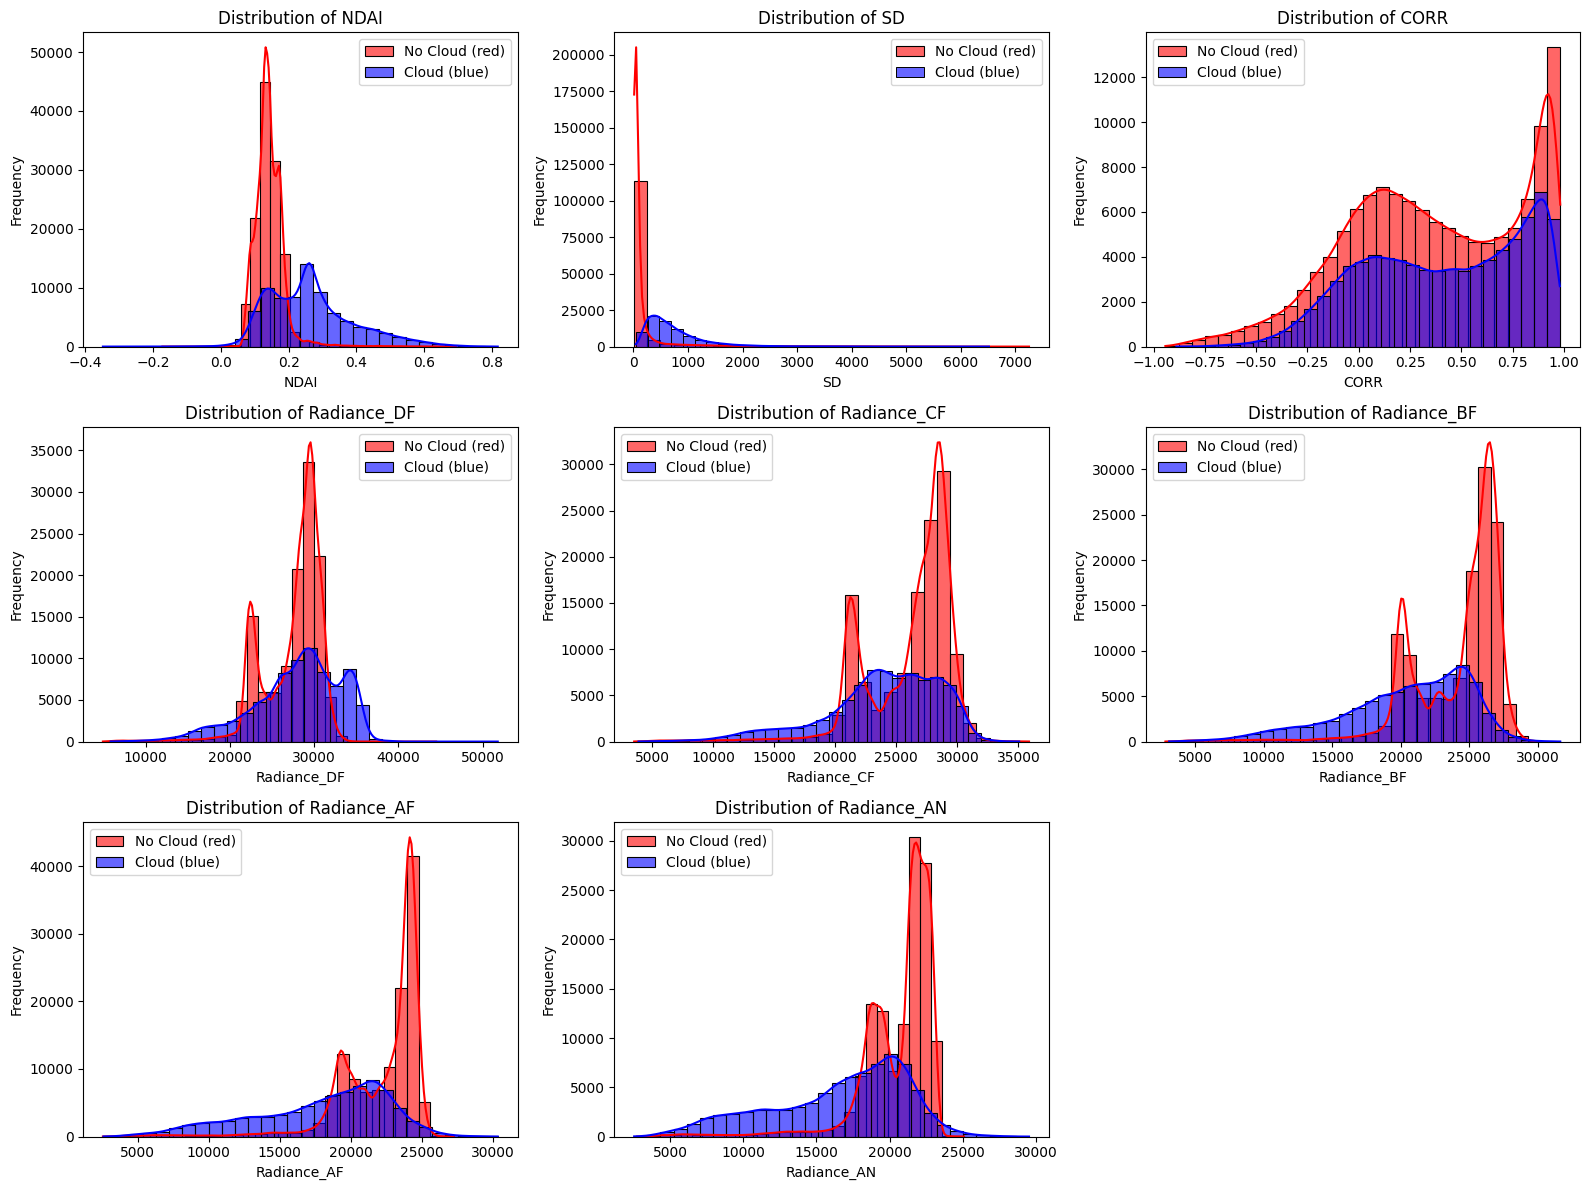 Distribution of NDAI
Frequency
50000
40000
30000
20000
10000
0
No Cloud (red)
Cloud (blue)
−0.4 −0.2 0.0 0.2 0.4 0.6 0.8
NDAI
Distribution of SD
Frequency
200000
175000
150000
125000
100000
75000
50000
25000
0
No Cloud (red)
Cloud (blue)
0 1000 2000 3000 4000 5000 6000 7000
SD
Distribution of CORR
Frequency
12000
10000
8000
6000
4000
2000
0
No Cloud (red)
Cloud (blue)
−1.00 −0.75 −0.50 −0.25 0.00 0.25 0.50 0.75 1.00
CORR
Distribution of Radiance_DF
Frequency
35000
30000
25000
20000
15000
10000
5000
0
No Cloud (red)
Cloud (blue)
10000 20000 30000 40000 50000
Radiance_DF
Distribution of Radiance_CF
Frequency
30000
25000
20000
15000
10000
5000
0
No Cloud (red)
Cloud (blue)
5000 10000 15000 20000 25000 30000 35000
Radiance_CF
Distribution of Radiance_BF
Frequency
30000
25000
20000
15000
10000
5000
0
No Cloud (red)
Cloud (blue)
5000 10000 15000 20000 25000 30000
Radiance_BF
Distribution of Radiance_AF
Frequency
40000
30000
20000
10000
0
No Cloud (red)
Cloud (blue)
5000 10000 15000 20000 25000 30000
Radiance_AF
Distribution of Radiance_AN
Frequency
30000
25000
20000
15000
10000
5000
0
No Cloud (red)
Cloud (blue)
5000 10000 15000 20000 25000 30000
Radiance_AN